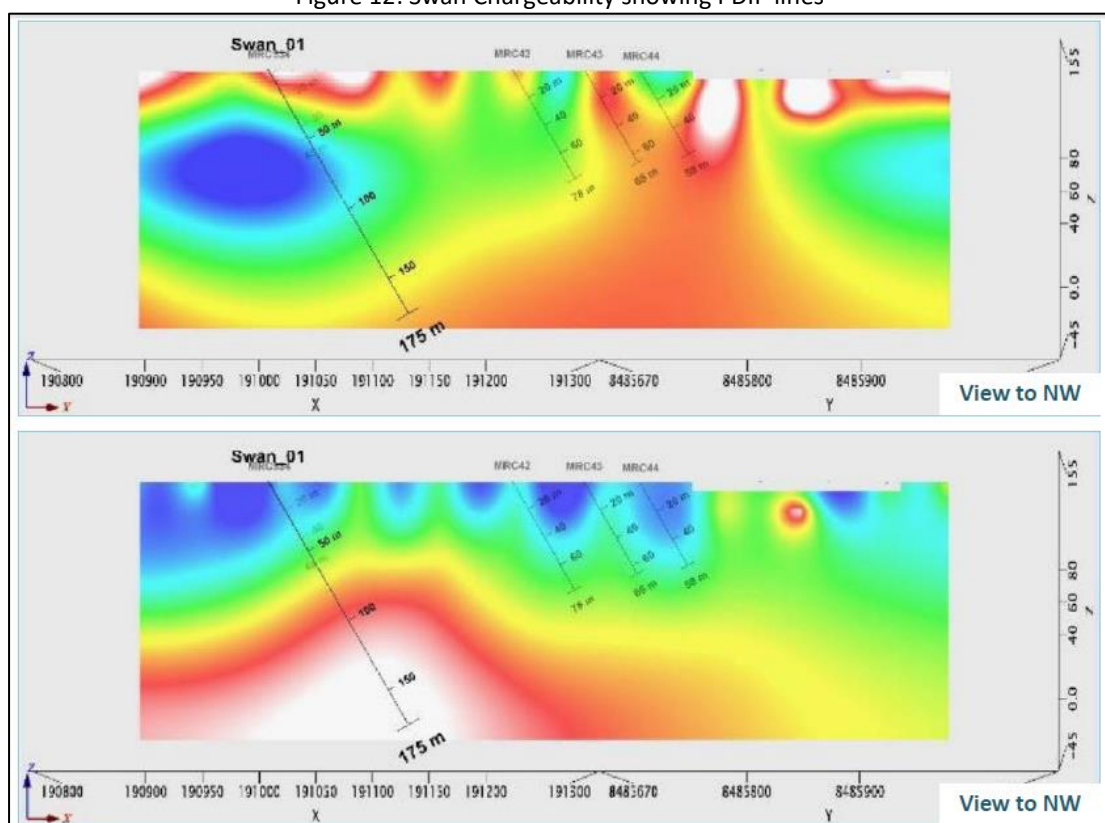 Figure 12: Swan Chargeability showing PDIP lines
Swan_01
MRC42 MRC43 MRC44
20 m 20 m 20 m
50 m 40 40 40
60 60
78 m 68 m 58 m
100
150
175 m
155
80
60
40
0.0
-45
Z
190800 190900 190950 191000 191050 191100 191150 191200 191300 8485670 8485800 8485900
X Y
Z
X
View to NW
Swan_01
MRC42 MRC43 MRC44
20 m 20 m 20 m
50 m 40 40 40
60 60
78 m 68 m 58 m
100
150
175 m
155
80
60
40
0.0
-45
Z
190800 190900 190950 191000 191050 191100 191150 191200 191300 8485670 8485800 8485900
X Y
Z
X
View to NW